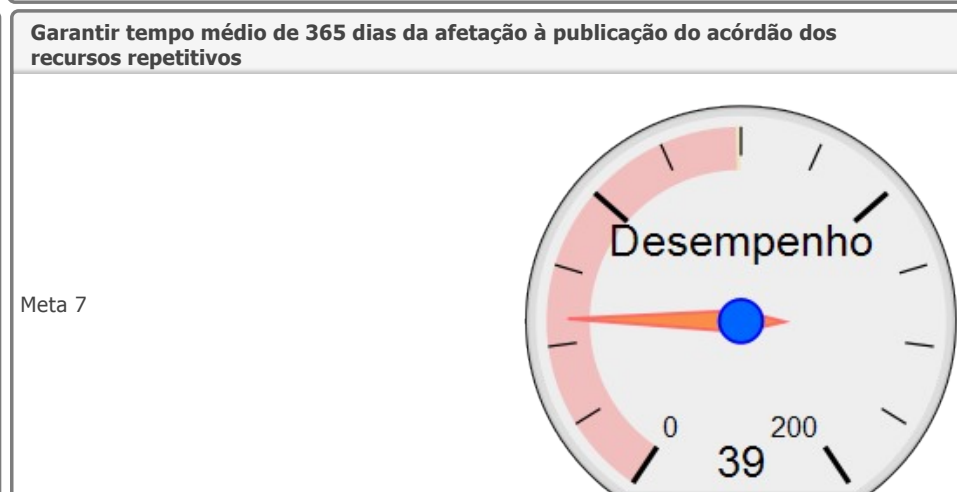 Garantir tempo médio de 365 dias da afetação à publicação do acórdão dos
recursos repetitivos
Desempenho
Meta 7
0
200
39